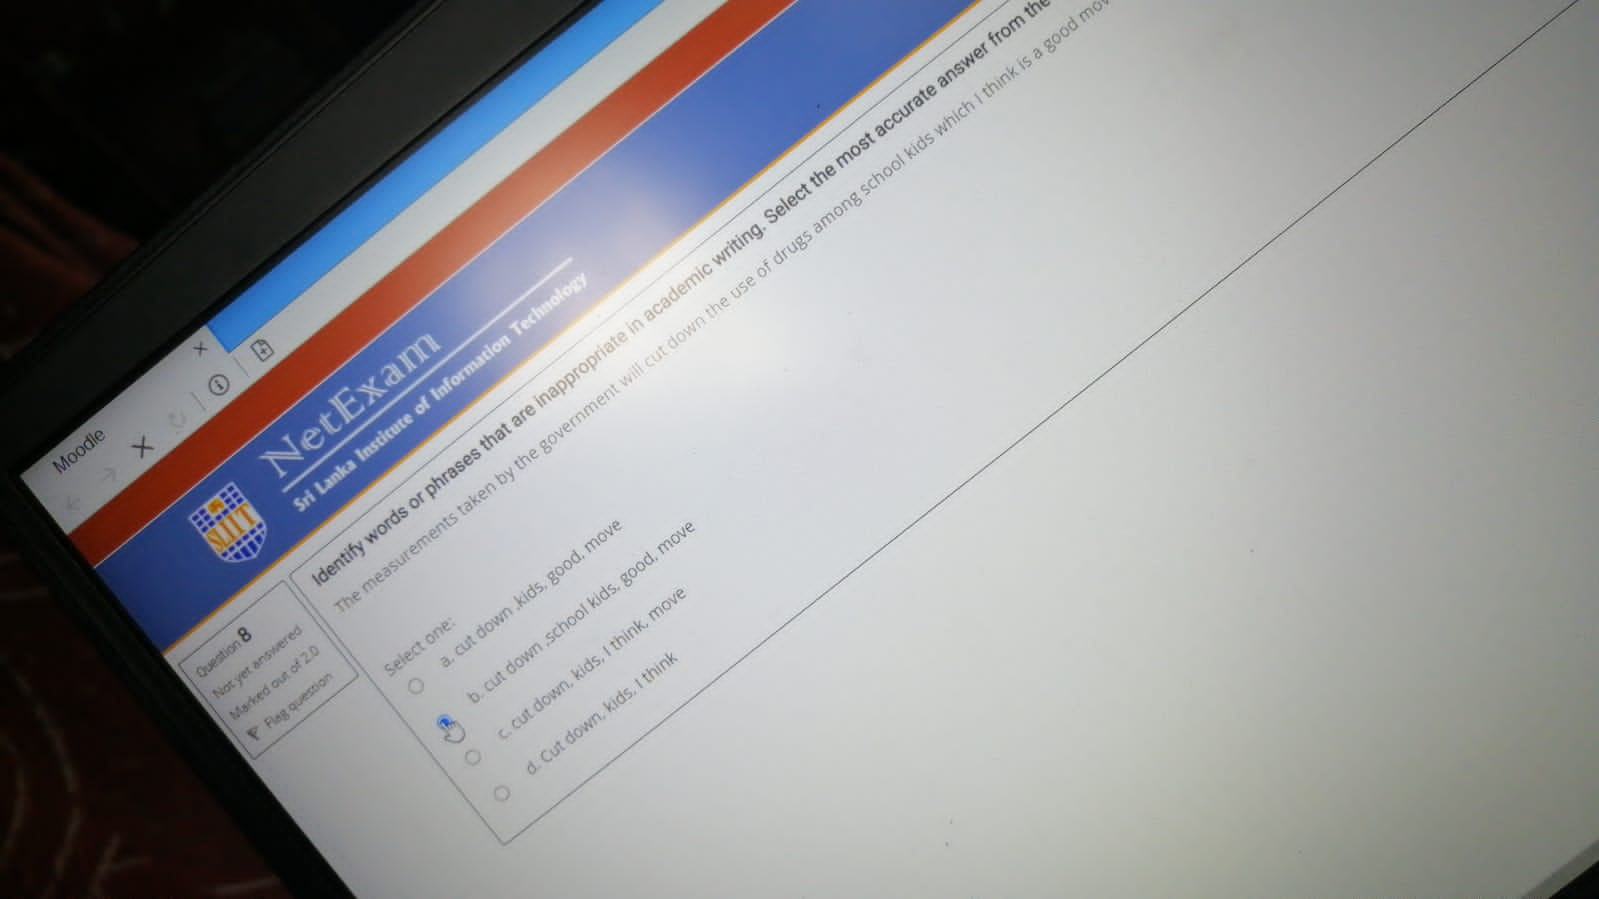 Moodle
NetExam
Sri Lanka Institute of Information Technology
SLIIT
Question 8
Not yet answered
Marked out of 2.0
Flag question
Identify words or phrases that are inappropriate in academic writing. Select the most accurate answer from the
The measurements taken by the government will cut down the use of drugs among school kids which I think is a good mov
Select one:
a. cut down ,kids, good, move
b. cut down ,school kids, good, move
c. cut down, kids, I think, move
d. Cut down, kids, I think